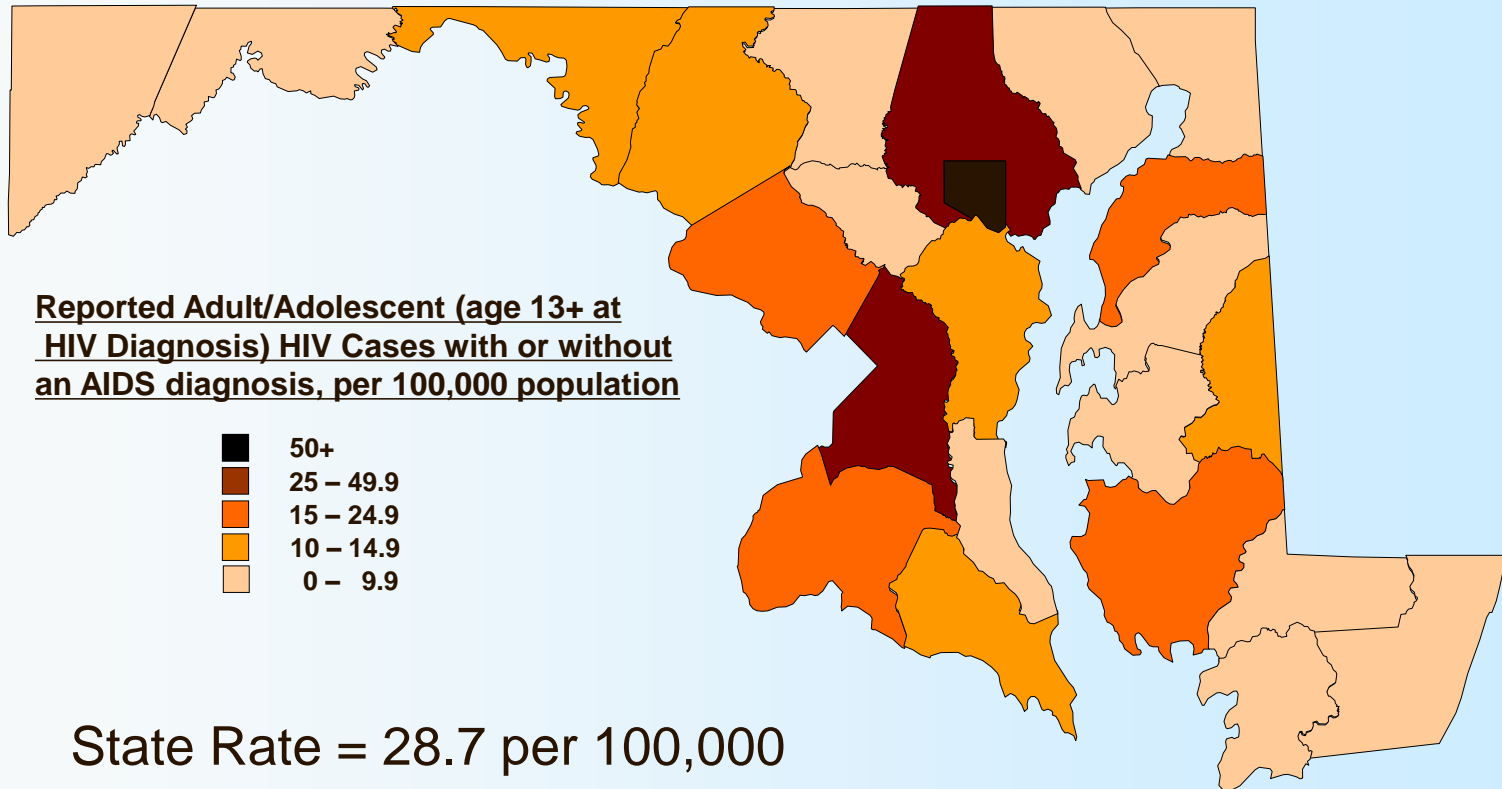 Reported Adult/Adolescent (age 13+ at
HIV Diagnosis) HIV Cases with or without
an AIDS diagnosis, per 100,000 population
50+
25 – 49.9
15 – 24.9
10 – 14.9
0 – 9.9
State Rate = 28.7 per 100,000